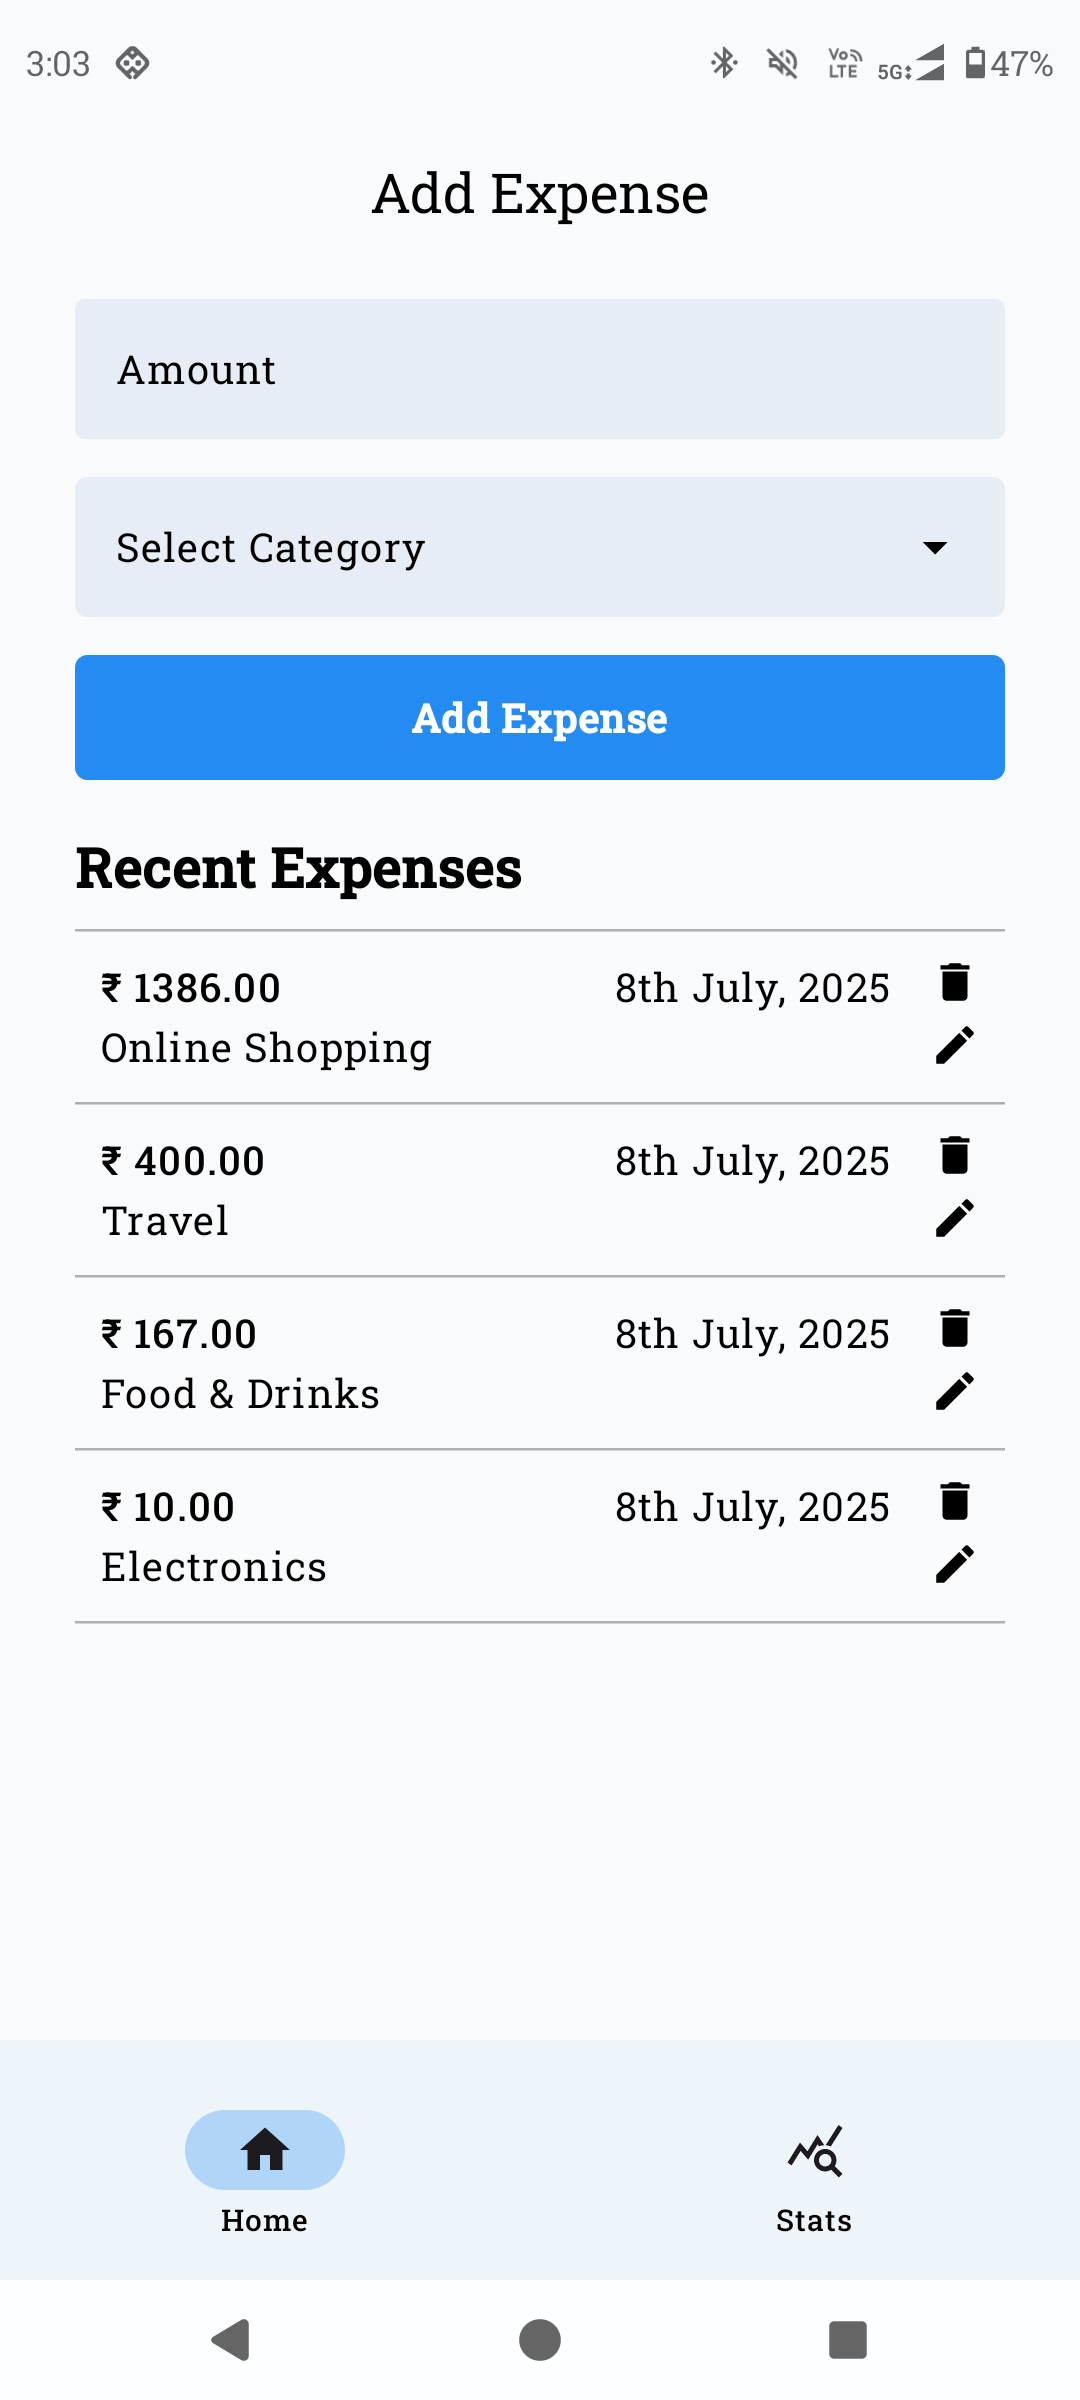 3:03
Vo LTE 5G 47%
Add Expense
Amount
Select Category
Add Expense
Recent Expenses
₹ 1386.00 8th July, 2025
Online Shopping
₹ 400.00 8th July, 2025
Travel
₹ 167.00 8th July, 2025
Food & Drinks
₹ 10.00 8th July, 2025
Electronics
Home Stats